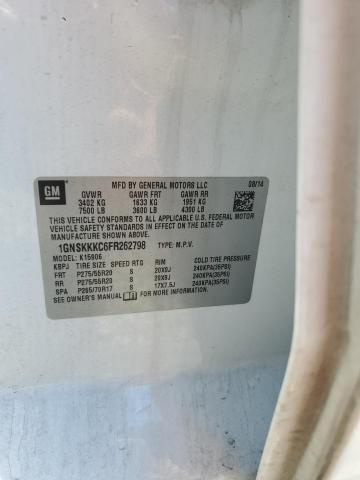 GM
MFD BY GENERAL MOTORS LLC 08/14
GVWR GAWR FRT GAWR RR
3402 KG 1633 KG 1951 KG
7500 LB 3600 LB 4300 LB
THIS VEHICLE CONFORMS TO ALL APPLICABLE U.S. FEDERAL MOTOR
VEHICLE SAFETY STANDARDS IN EFFECT ON THE DATE OF
MANUFACTURE SHOWN ABOVE.
1GNSKKKC6FR262798 TYPE: M.P.V.
MODEL: K15906
KBPJ TIRE SIZE SPEED RTG RIM COLD TIRE PRESSURE
FRT P275/55R20 S 20X9J 240KPA(35PSI)
RR P275/55R20 S 20X9J 240KPA(35PSI)
SPA P265/70R17 S 17X7.5J 240KPA(35PSI)
SEE OWNER'S MANUAL FOR MORE INFORMATION.